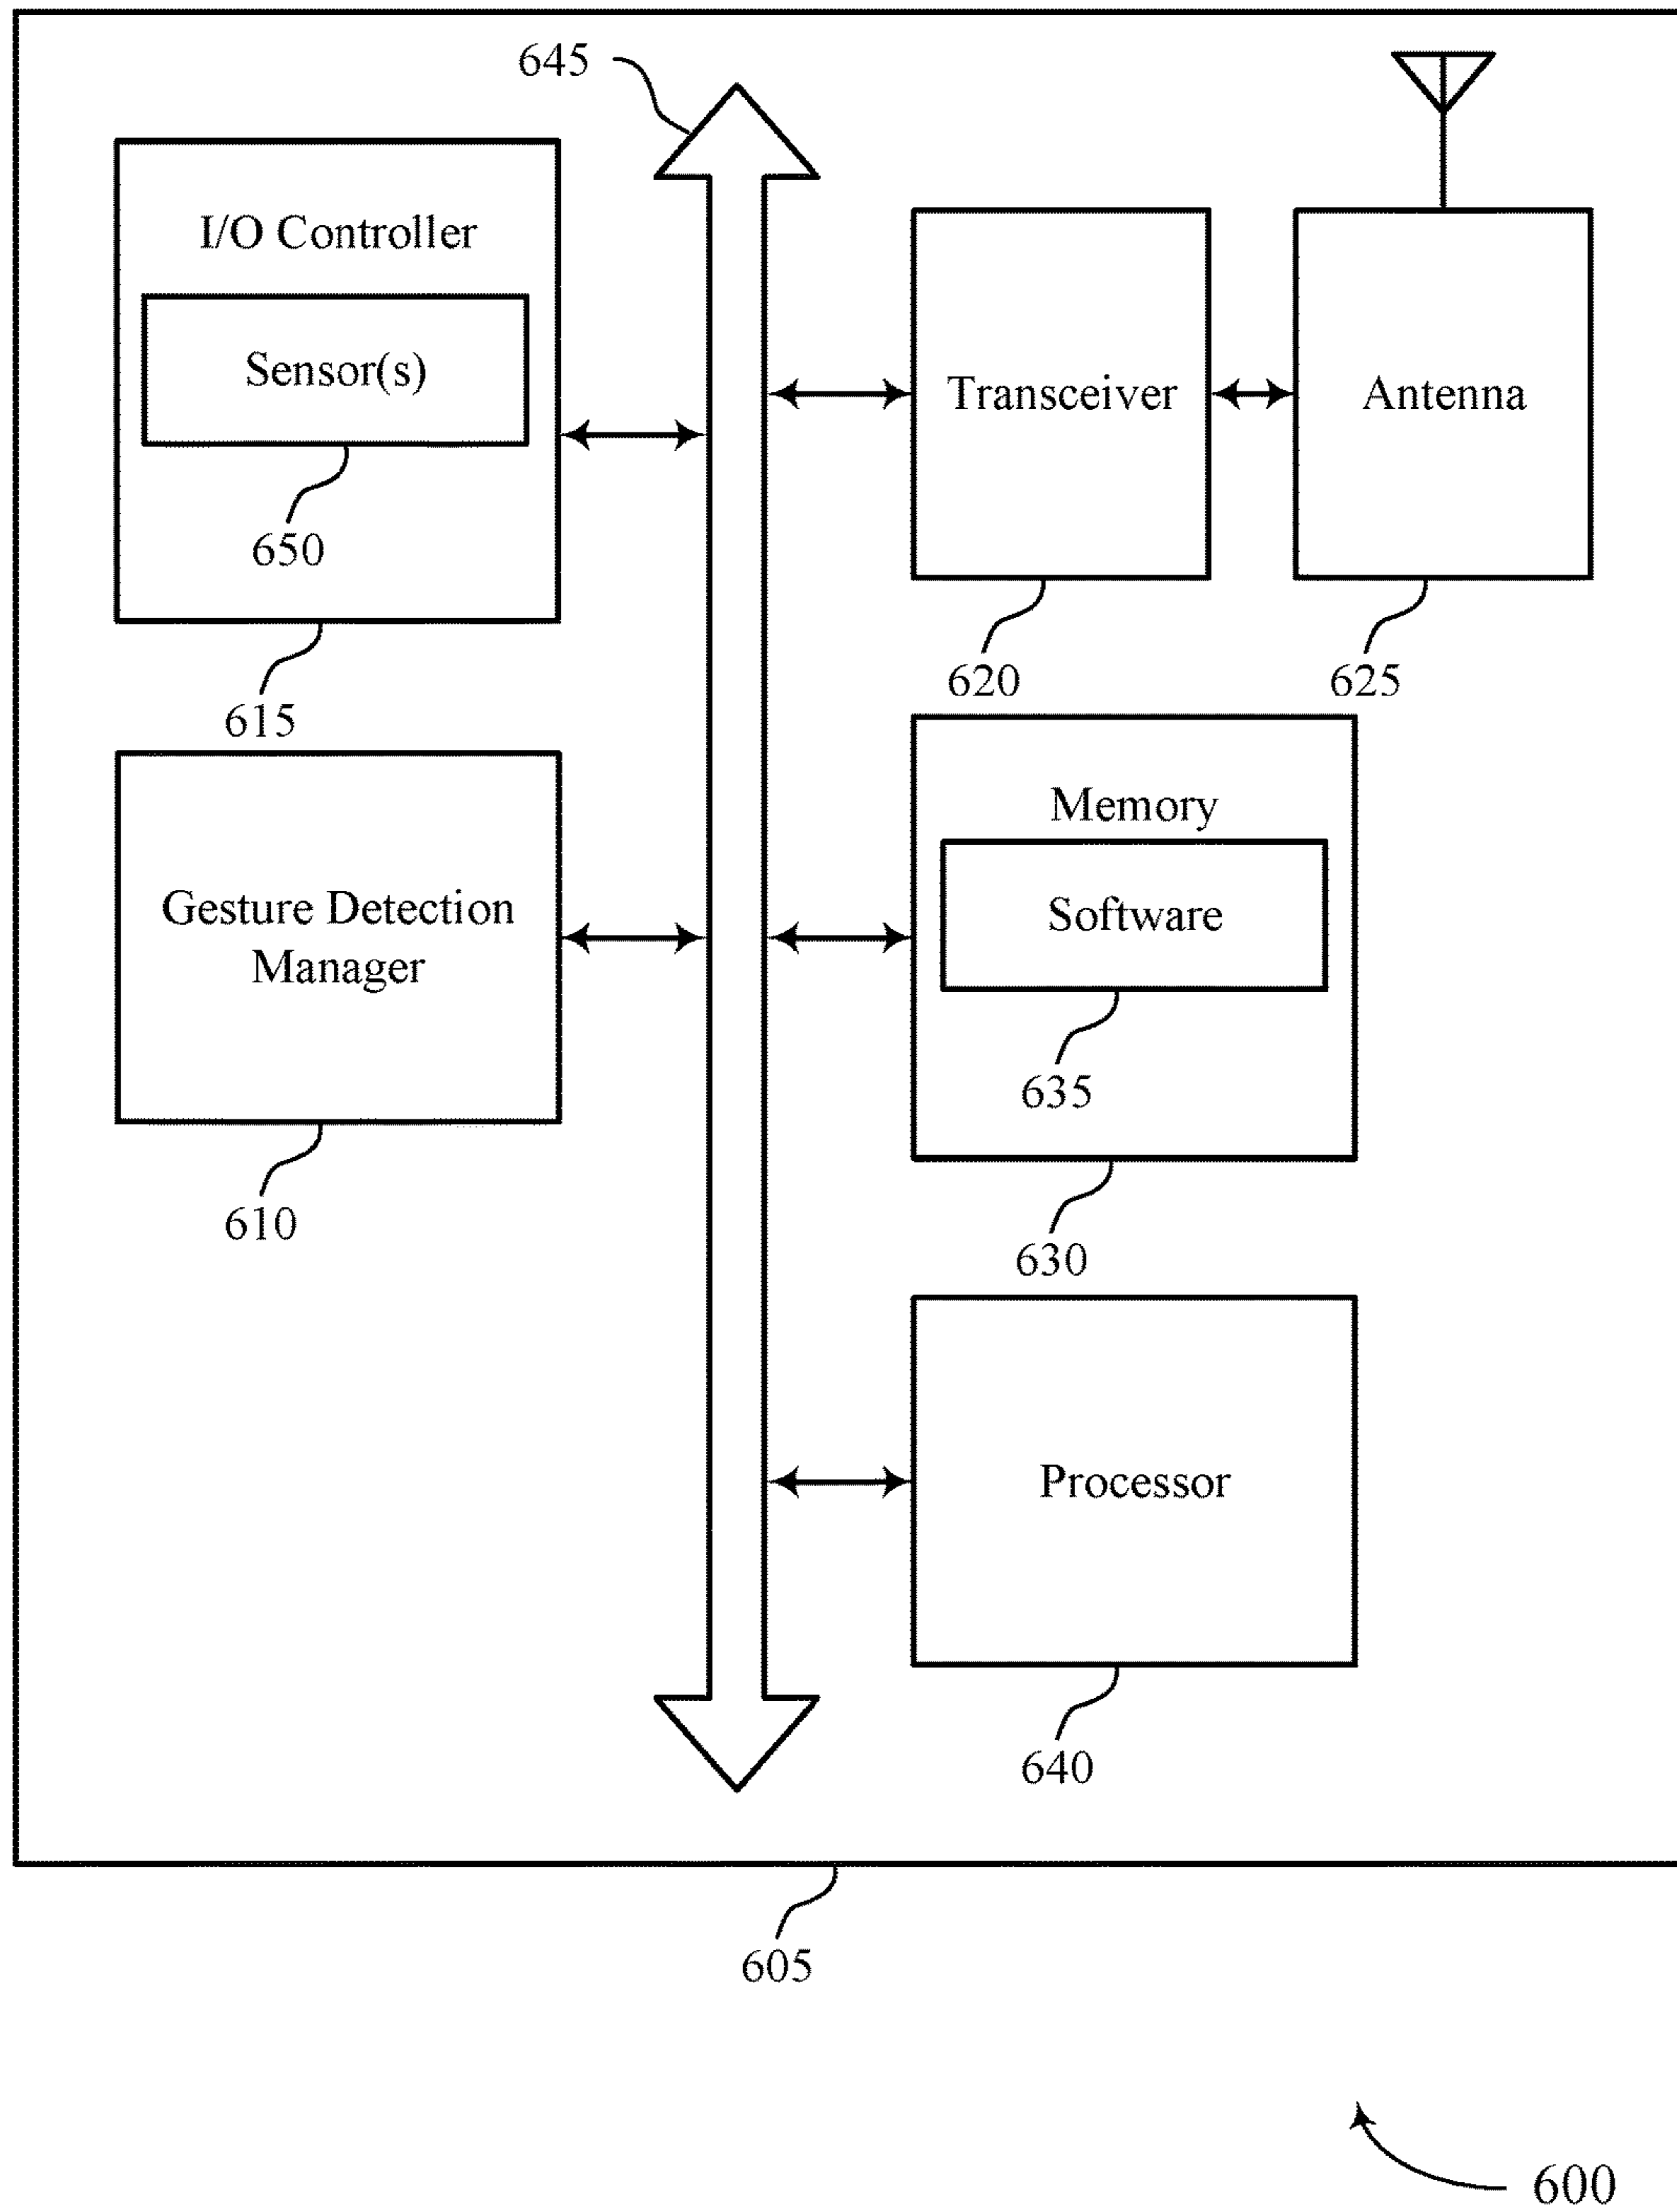 645
I/O Controller
Sensor(s)
650
615
Transceiver
620
Antenna
625
Gesture Detection
Manager
610
Memory
Software
635
630
Processor
640
605
600